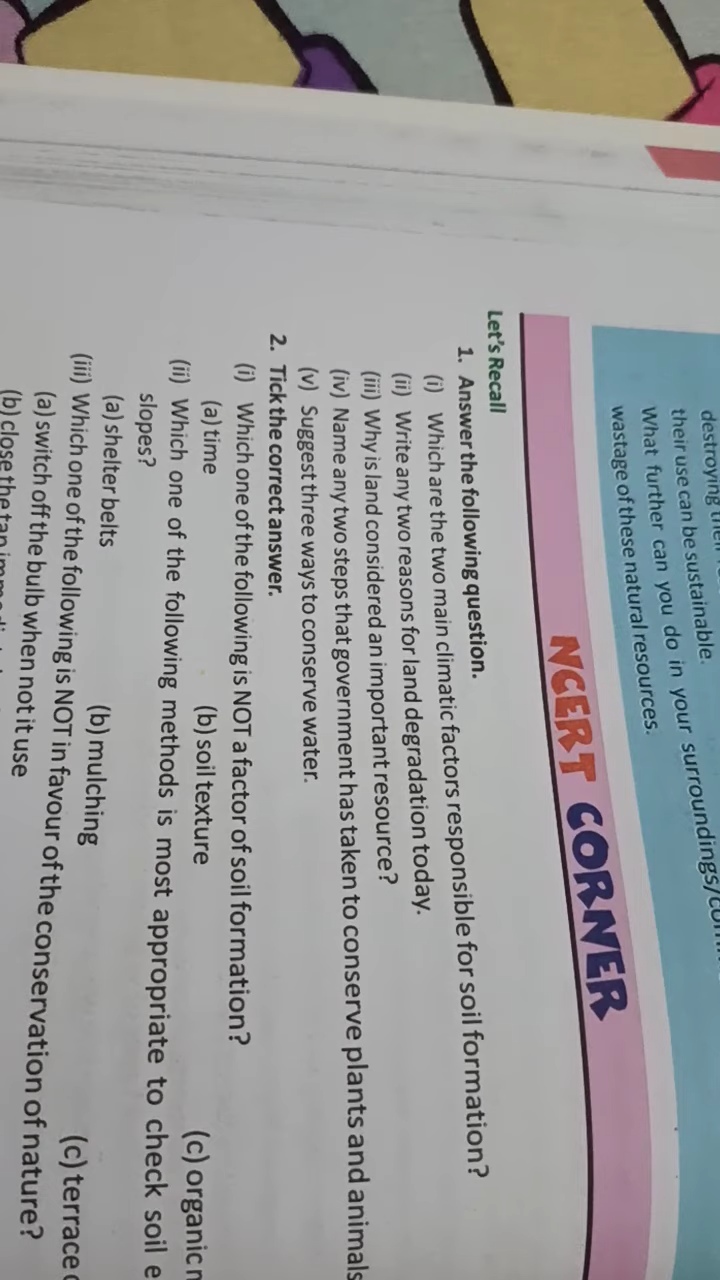 destroying
their use can be sustainable.
What further can you do in your surroundings/
wastage of these natural resources.
NCERT CORNER
Let's Recall
1. Answer the following question.
(i) Which are the two main climatic factors responsible for soil formation?
(ii) Write any two reasons for land degradation today.
(iii) Why is land considered an important resource?
(iv) Name any two steps that government has taken to conserve plants and animals
(v) Suggest three ways to conserve water.
2. Tick the correct answer.
(i) Which one of the following is NOT a factor of soil formation?
(a) time (b) soil texture (c) organic
(ii) Which one of the following methods is most appropriate to check soil
slopes?
(a) shelter belts (b) mulching (c) terrace
(iii) Which one of the following is NOT in favour of the conservation of nature?
(a) switch off the bulb when not it use
(b) close the tap